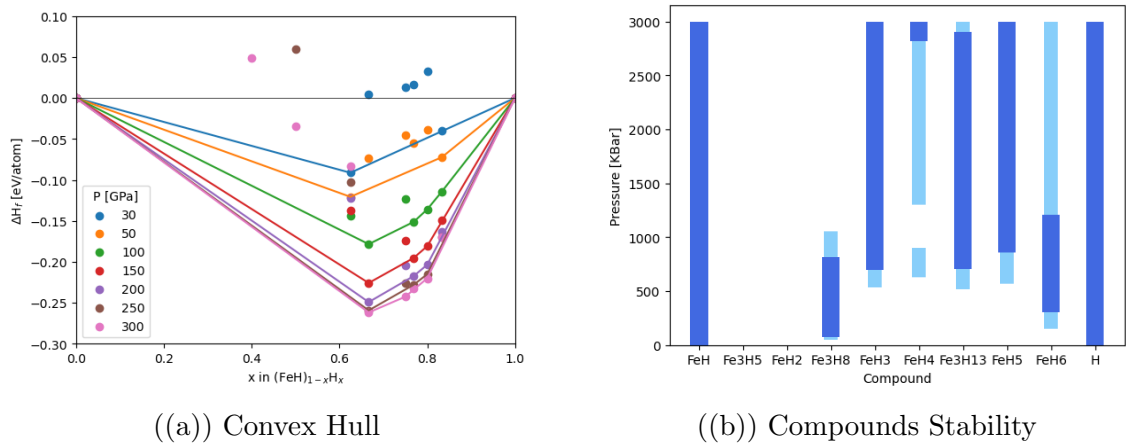 0.10
0.05
0.00
−0.05
−0.10
−0.15
−0.20
−0.25
−0.30
ΔHf [eV/atom]
P [GPa]
30
50
100
150
200
250
300
0.0 0.2 0.4 0.6 0.8 1.0
x in (FeH)1−xHx
((a)) Convex Hull
3000
2500
2000
1500
1000
500
0
Pressure [KBar]
FeH Fe3H5 FeH2 Fe3H8 FeH3 FeH4 Fe3H13 FeH5 FeH6 H
Compound
((b)) Compounds Stability